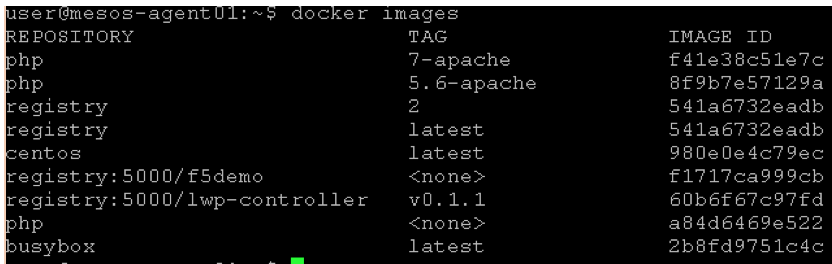 user@mesos-agent01:~$ docker images
REPOSITORY TAG IMAGE ID
php 7-apache f41e38c51e7c
php 5.6-apache 8f9b7e57129a
registry 2 541a6732eadb
registry latest 541a6732eadb
centos latest 980e0e4c79ec
registry:5000/f5demo <none> f1717ca999cb
registry:5000/lwp-controller v0.1.1 60b6f67c97fd
php <none> a84d6469e522
busybox latest 2b8fd9751c4c